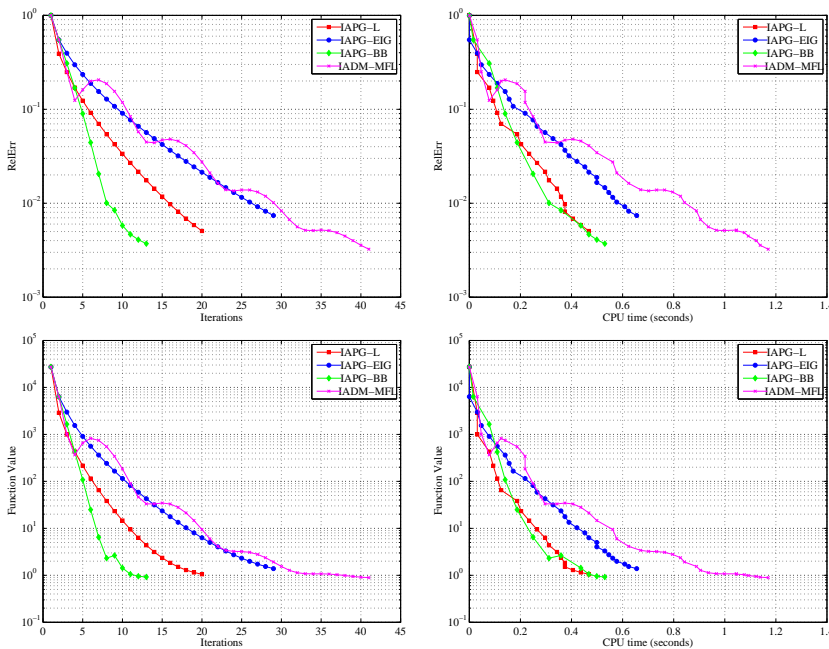 10^0
10^-1
10^-2
10^-3
RelErr
0 5 10 15 20 25 30 35 40 45
Iterations
IAPG−L
IAPG−EIG
IAPG−BB
IADM−MFL
10^0
10^-1
10^-2
10^-3
RelErr
0 0.2 0.4 0.6 0.8 1 1.2 1.4
CPU time (seconds)
IAPG−L
IAPG−EIG
IAPG−BB
IADM−MFL
10^5
10^4
10^3
10^2
10^1
10^0
10^-1
Function Value
0 5 10 15 20 25 30 35 40 45
Iterations
IAPG−L
IAPG−EIG
IAPG−BB
IADM−MFL
10^5
10^4
10^3
10^2
10^1
10^0
10^-1
Function Value
0 0.2 0.4 0.6 0.8 1 1.2 1.4
CPU time (seconds)
IAPG−L
IAPG−EIG
IAPG−BB
IADM−MFL